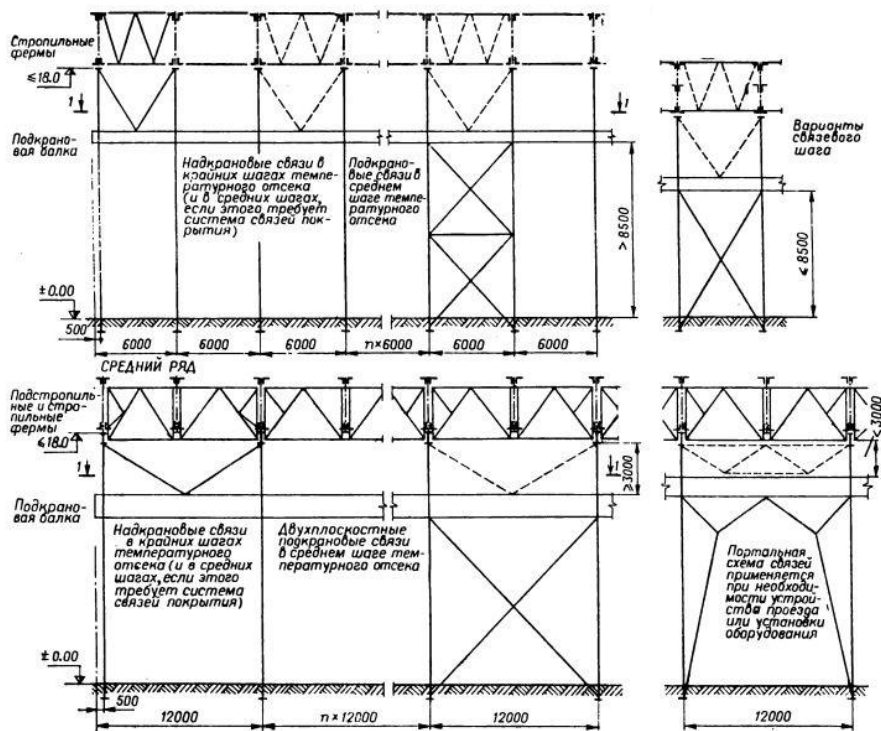 Стропильные
фермы
≤18.0
1
1
Подкрано-
вая балка
Надкрановые связи в
крайних шагах темпе-
ратурного отсека
(и в средних шагах,
если этого требует
система связей пок-
рытия)
Подкрано-
вые связи в
среднем
шаге темпе-
ратурного
отсека
> 8500
Варианты
связевого
шага
≤ 8500
±0.00
500
6000
6000
6000
n×6000
6000
6000
СРЕДНИЙ РЯД
Подстропиль-
ные и стро-
пильные
фермы
≤18.0
1
1
≥3000
<3000
Подкрановая
балка
Надкрановые связи
в крайних шагах
температурного
отсека (и в средних
шагах, если этого
требует система
связей покрытия)
Двухплоскостные
подкрановые связи
в среднем шаге тем-
пературного отсека
Портальная
схема связей
применяется
при необходи-
мости устрой-
ства проезда
или установки
оборудования
±0.00
500
12000
n×12000
12000
12000